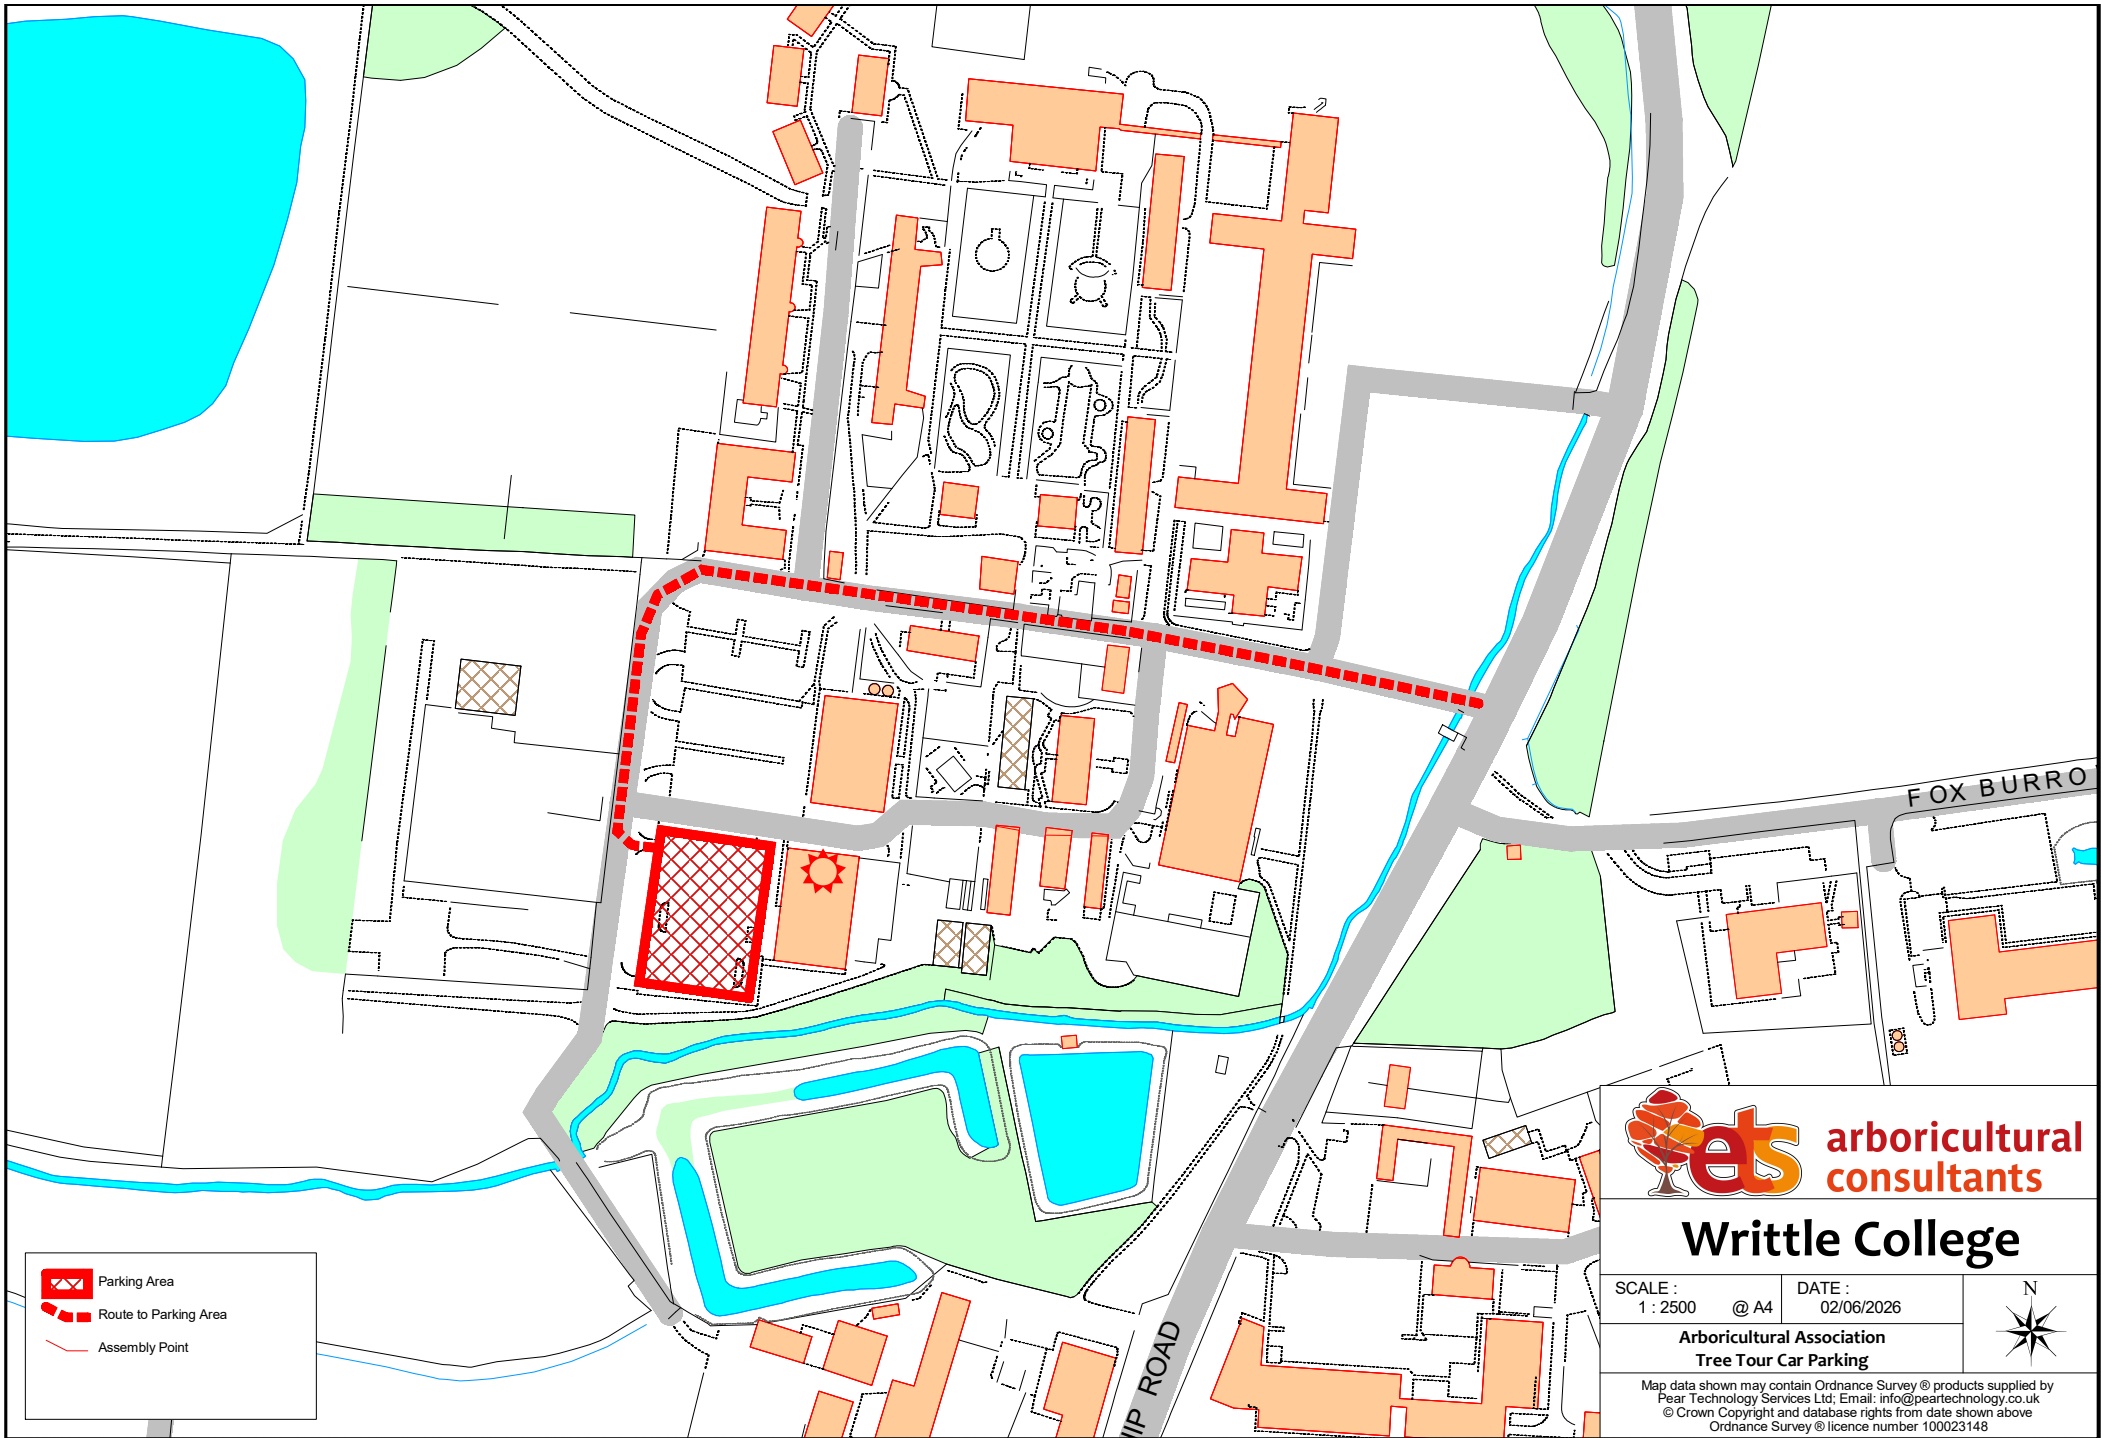 FOX BURRO
HIP ROAD
Parking Area
Route to Parking Area
Assembly Point
ets arboricultural
consultants
Writtle College
SCALE :
1 : 2500 @ A4
DATE :
02/06/2026
N
Arboricultural Association
Tree Tour Car Parking
Map data shown may contain Ordnance Survey ® products supplied by
Pear Technology Services Ltd; Email: info@peartechnology.co.uk
© Crown Copyright and database rights from date shown above
Ordnance Survey ® licence number 100023148